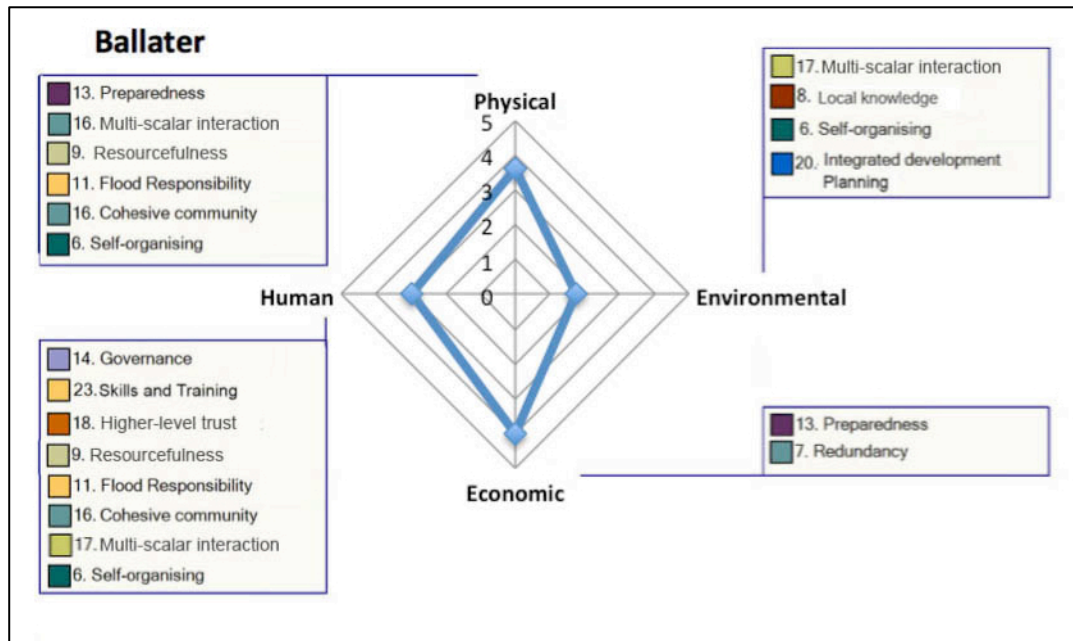 Ballater
13. Preparedness
16. Multi-scalar interaction
9. Resourcefulness
11. Flood Responsibility
16. Cohesive community
6. Self-organising
17. Multi-scalar interaction
8. Local knowledge
6. Self-organising
20. Integrated development
Planning
Physical
5
4
3
2
1
0
Human
Environmental
Economic
14. Governance
23. Skills and Training
18. Higher-level trust
9. Resourcefulness
11. Flood Responsibility
16. Cohesive community
17. Multi-scalar interaction
6. Self-organising
13. Preparedness
7. Redundancy